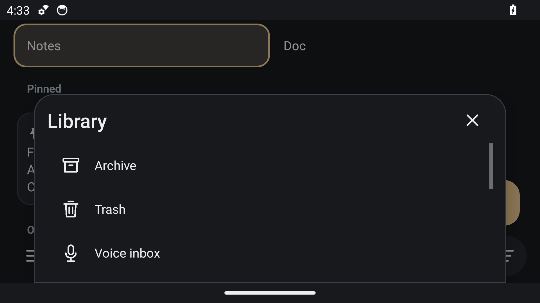 4:33
Notes
Doc
Pinned
Library
Archive
Trash
Voice inbox